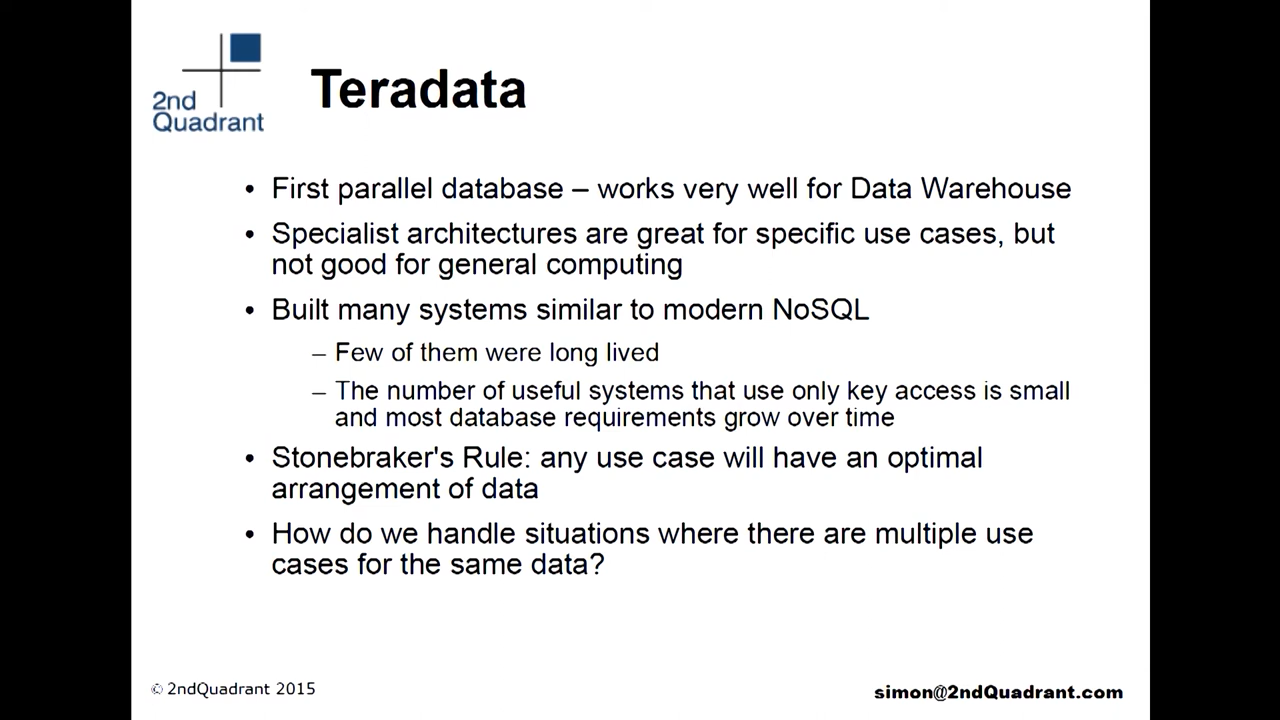 2nd
Quadrant
Teradata
• First parallel database – works very well for Data Warehouse
• Specialist architectures are great for specific use cases, but
not good for general computing
• Built many systems similar to modern NoSQL
– Few of them were long lived
– The number of useful systems that use only key access is small
and most database requirements grow over time
• Stonebraker's Rule: any use case will have an optimal
arrangement of data
• How do we handle situations where there are multiple use
cases for the same data?
© 2ndQuadrant 2015
simon@2ndQuadrant.com